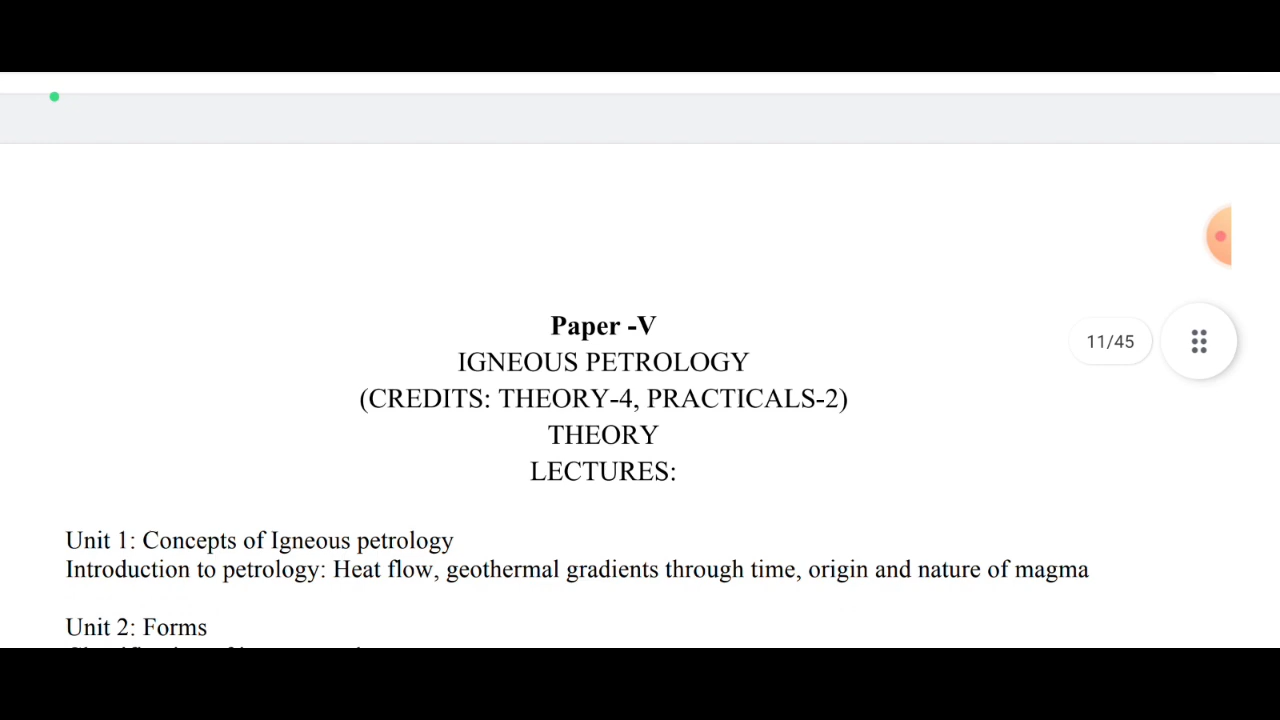 Paper -V
IGNEOUS PETROLOGY
(CREDITS: THEORY-4, PRACTICALS-2)
11/45
THEORY
LECTURES:
Unit 1: Concepts of Igneous petrology
Introduction to petrology: Heat flow, geothermal gradients through time, origin and nature of magma
Unit 2: Forms